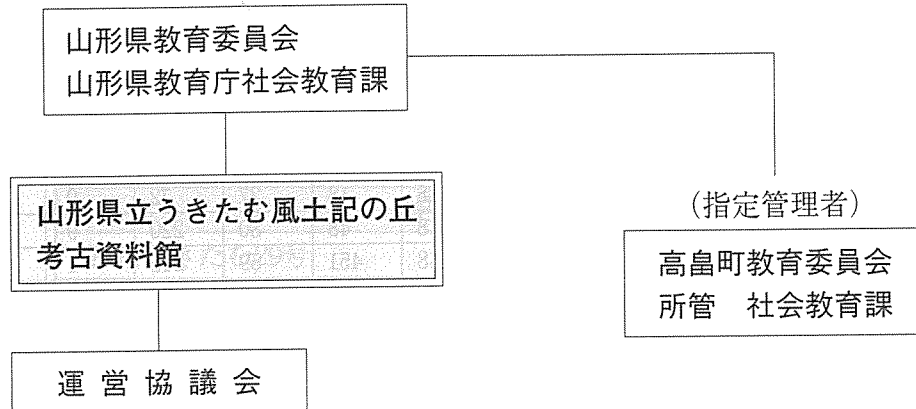 山形県教育委員会
山形県教育庁社会教育課
山形県立うきたむ風土記の丘
考古資料館
(指定管理者)
高畠町教育委員会
所管　社会教育課
運営協議会